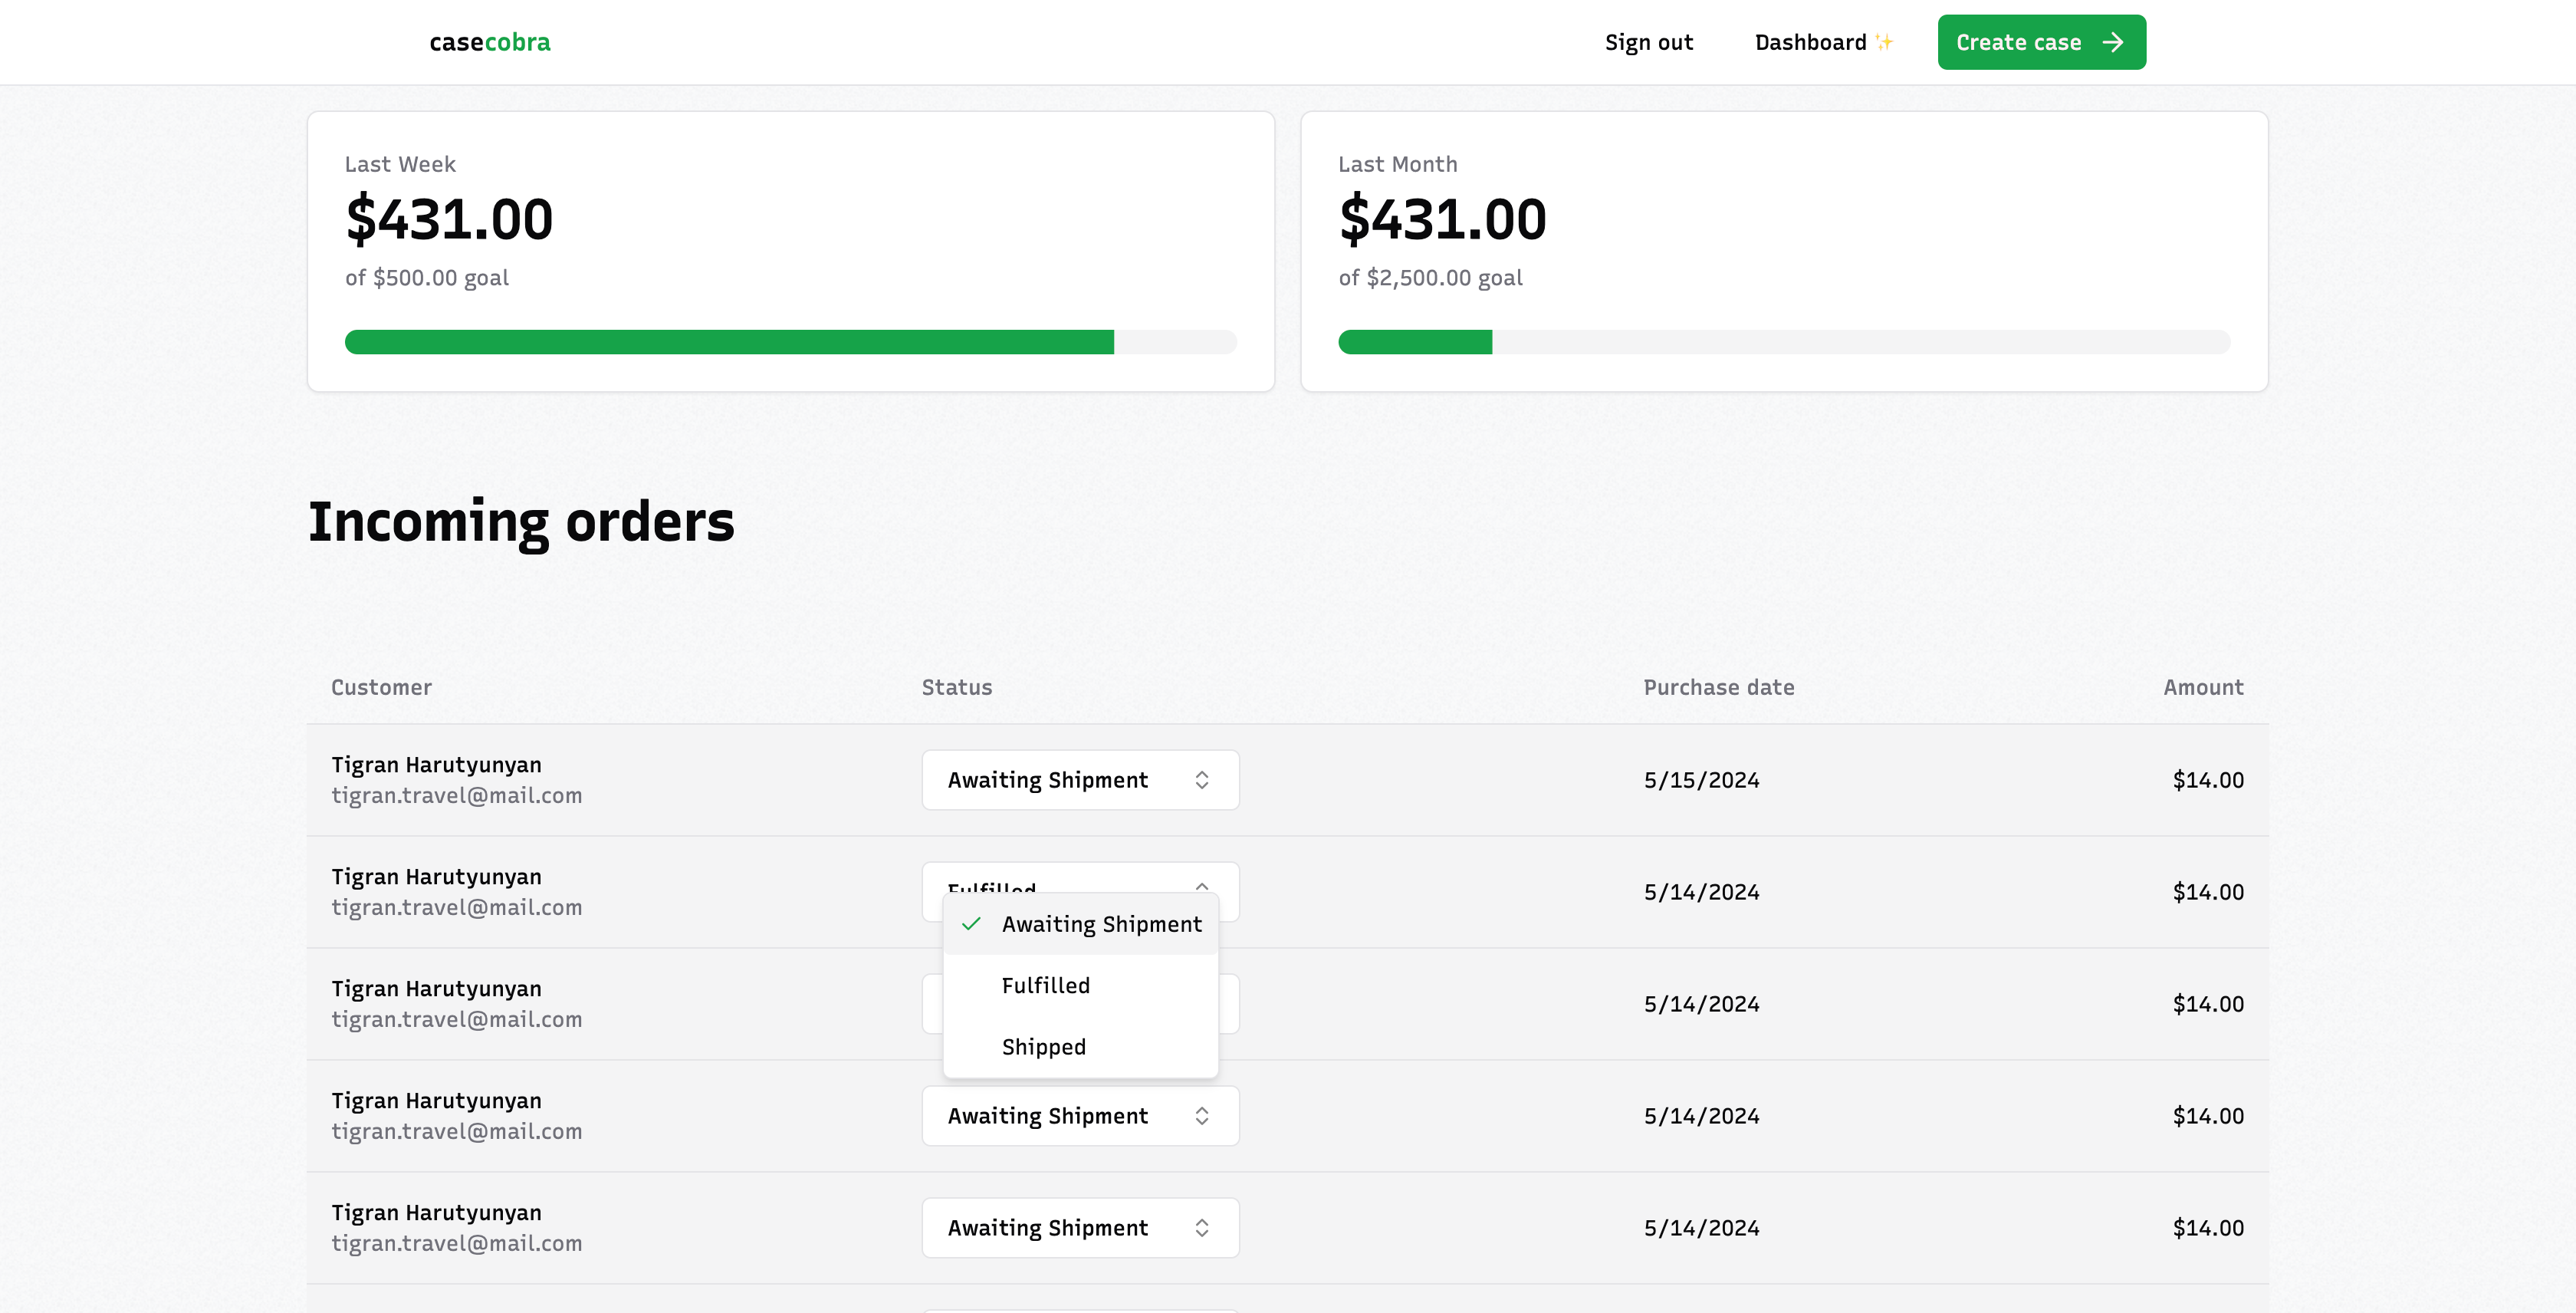 casecobra
Sign out
Dashboard ✨
Create case →
Last Week
$431.00
of $500.00 goal
Last Month
$431.00
of $2,500.00 goal
Incoming orders
Customer Status Purchase date Amount
Tigran Harutyunyan
tigran.travel@mail.com
Awaiting Shipment
5/15/2024
$14.00
Tigran Harutyunyan
tigran.travel@mail.com
Fulfilled
5/14/2024
$14.00
Awaiting Shipment
Fulfilled
Shipped
Tigran Harutyunyan
tigran.travel@mail.com
5/14/2024
$14.00
Tigran Harutyunyan
tigran.travel@mail.com
Awaiting Shipment
5/14/2024
$14.00
Tigran Harutyunyan
tigran.travel@mail.com
Awaiting Shipment
5/14/2024
$14.00